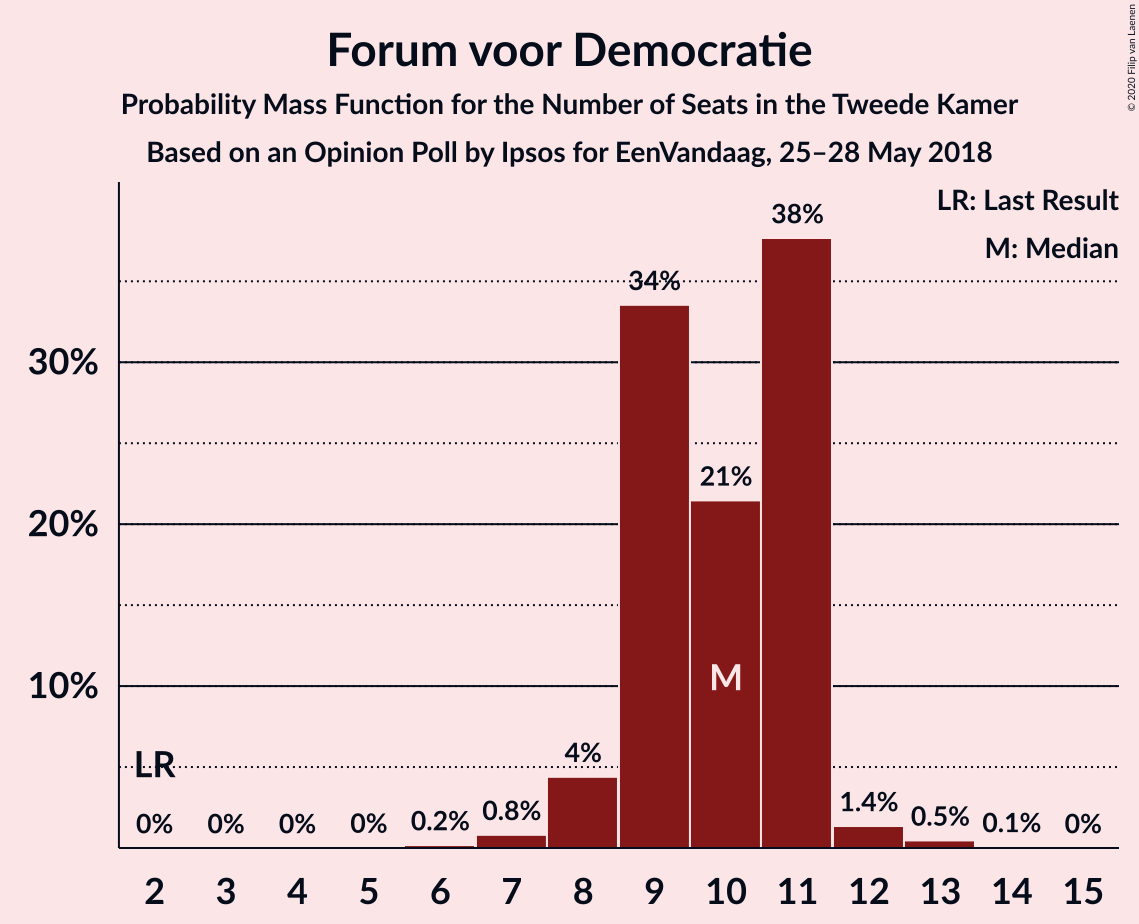 Forum voor Democratie
Probability Mass Function for the Number of Seats in the Tweede Kamer
Based on an Opinion Poll by Ipsos for EenVandaag, 25–28 May 2018
© 2020 Filip van Laenen
LR: Last Result
M: Median
38%
34%
30%
21%
20%
M
10%
LR
4%
0% 0% 0% 0% 0.2% 0.8% 1.4% 0.5% 0.1% 0%
2 3 4 5 6 7 8 9 10 11 12 13 14 15